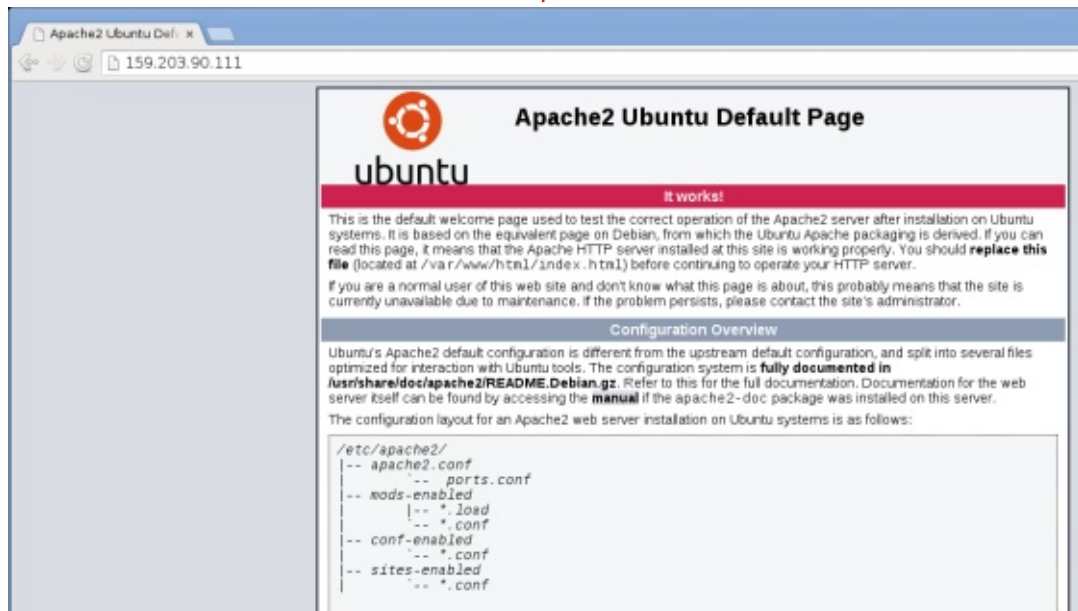 Apache2 Ubuntu Def
159.203.90.111
Apache2 Ubuntu Default Page
ubuntu
It works!
This is the default welcome page used to test the correct operation of the Apache2 server after installation on Ubuntu
systems. It is based on the equivalent page on Debian, from which the Ubuntu Apache packaging is derived. If you can
read this page, it means that the Apache HTTP server installed at this site is working properly. You should replace this
file (located at /var/www/html/index.html) before continuing to operate your HTTP server.
If you are a normal user of this web site and don't know what this page is about, this probably means that the site is
currently unavailable due to maintenance. If the problem persists, please contact the site's administrator.
Configuration Overview
Ubuntu's Apache2 default configuration is different from the upstream default configuration, and split into several files
optimized for interaction with Ubuntu tools. The configuration system is fully documented in
/usr/share/doc/apache2/README.Debian.gz. Refer to this for the full documentation. Documentation for the web
server itself can be found by accessing the manual if the apache2-doc package was installed on this server.
The configuration layout for an Apache2 web server installation on Ubuntu systems is as follows:
/etc/apache2/
|-- apache2.conf
|       `--  ports.conf
|-- mods-enabled
|       |-- *.load
|       `-- *.conf
|-- conf-enabled
|       `-- *.conf
|-- sites-enabled
|       `-- *.conf